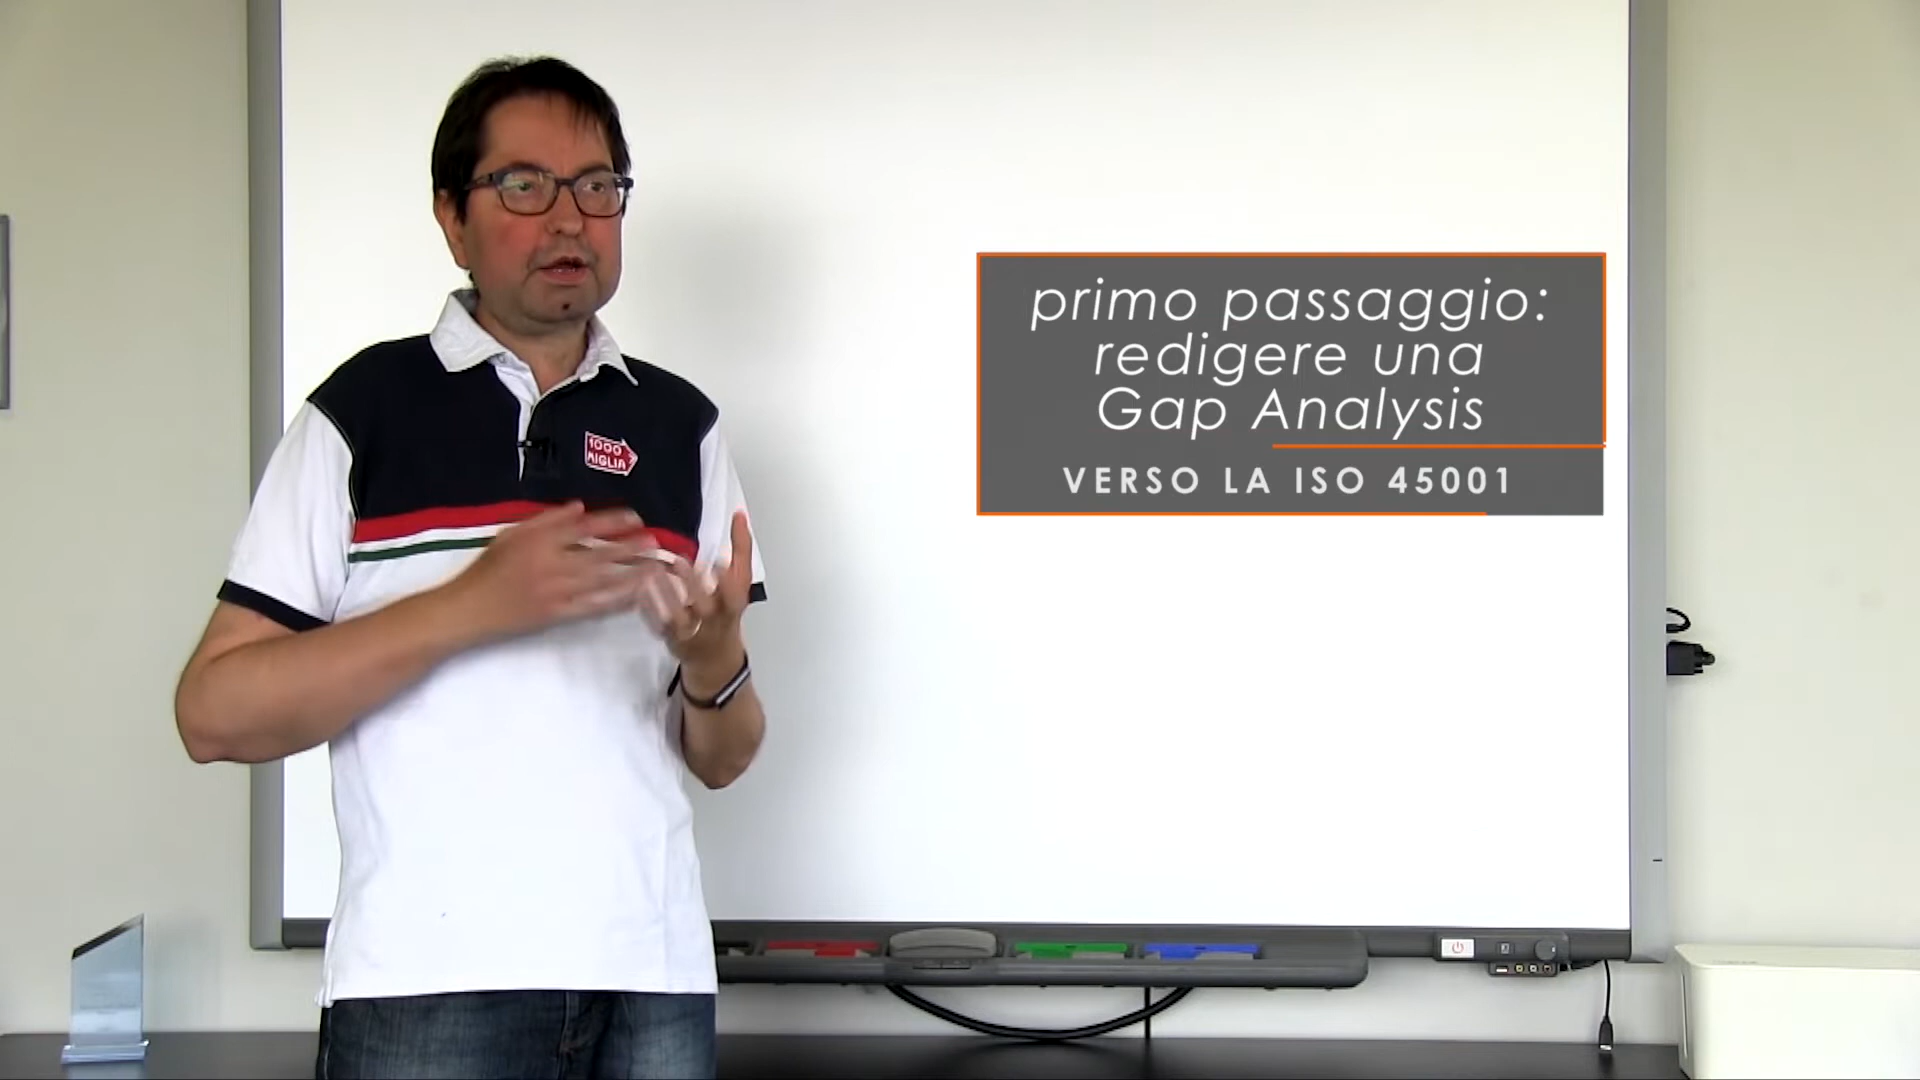 primo passaggio:
redigere una
Gap Analysis
VERSO LA ISO 45001
1000
MIGLIA